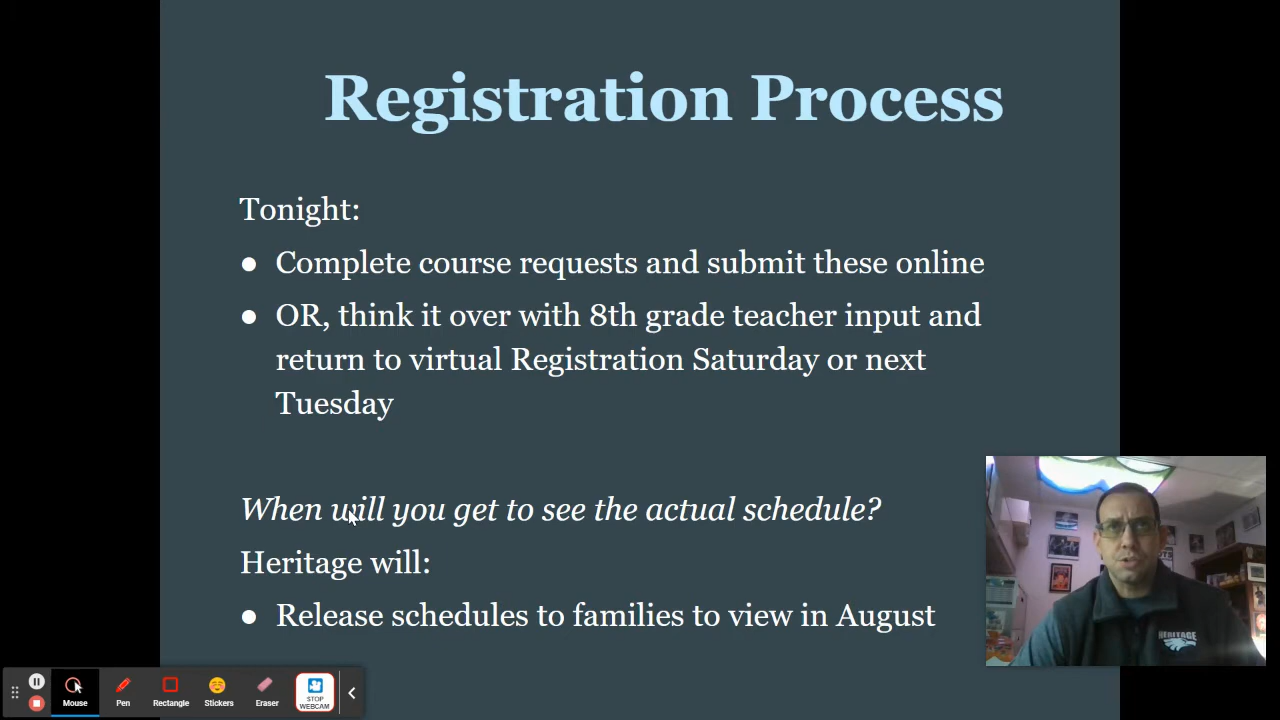 Registration Process
Tonight:
● Complete course requests and submit these online
● OR, think it over with 8th grade teacher input and
return to virtual Registration Saturday or next
Tuesday
When will you get to see the actual schedule?
Heritage will:
● Release schedules to families to view in August
HERITAGE
Mouse
Pen
Rectangle
Stickers
Eraser
STOP
WEBCAM